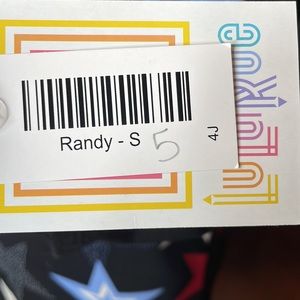 Randy - S
5
4J
LuLaRoe